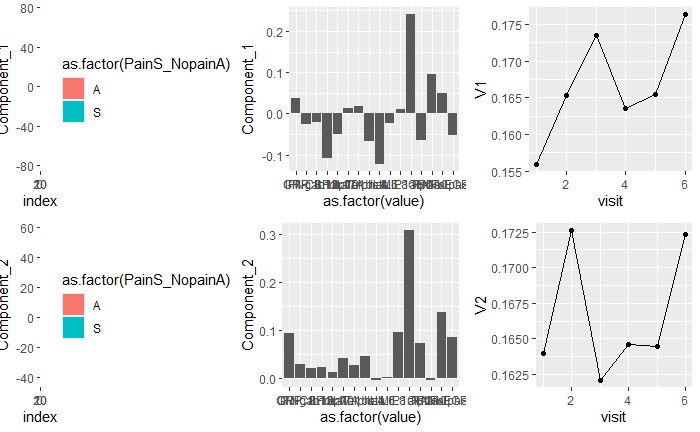 80
40
0
-40
-80
Component_1
index
as.factor(PainS_NopainA)
A
S
0.2
0.1
0.0
-0.1
Component_1
as.factor(value)
0.175
0.170
0.165
0.160
0.155
V1
2 4 6
visit
60
40
20
0
-20
-40
Component_2
index
as.factor(PainS_NopainA)
A
S
0.3
0.2
0.1
0.0
Component_2
as.factor(value)
0.1725
0.1700
0.1675
0.1650
0.1625
V2
2 4 6
visit